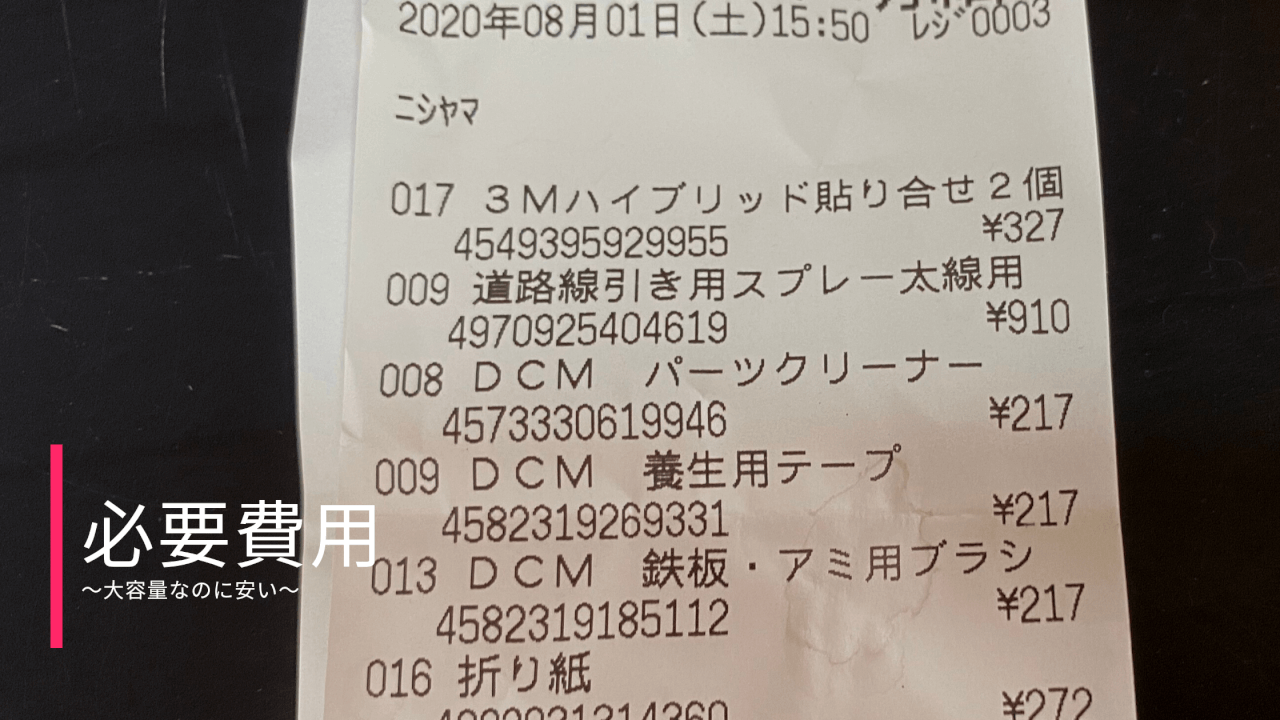 2020年08月01日(土)15:50 レジ0003
ニシヤマ
017 3Mハイブリッド貼り合せ2個
4549395929955 ¥327
009 道路線引き用スプレー太線用
4970925404619 ¥910
008 DCM パーツクリーナー
4573330619946 ¥217
009 DCM 養生用テープ
4582319269331 ¥217
013 DCM 鉄板・アミ用ブラシ
4582319185112 ¥217
016 折り紙
¥272
必要費用
〜大容量なのに安い〜